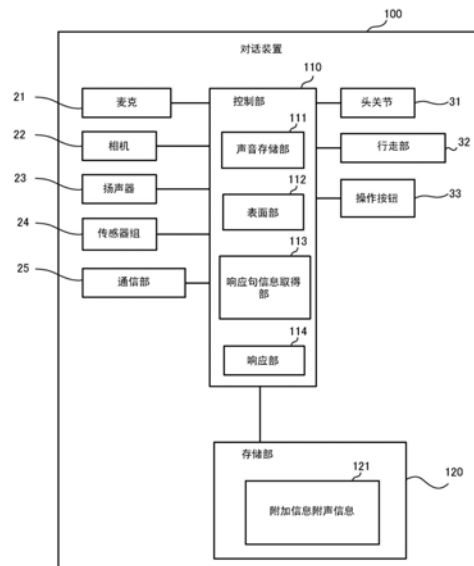 100
对话装置
110
21
麦克
控制部
头关节
31
111
声音存储部
22
相机
行走部
32
112
表面部
23
扬声器
操作按钮
33
24
传感器组
113
响应句信息取得
部
25
通信部
114
响应部
存储部
121
附加信息附声信息
120